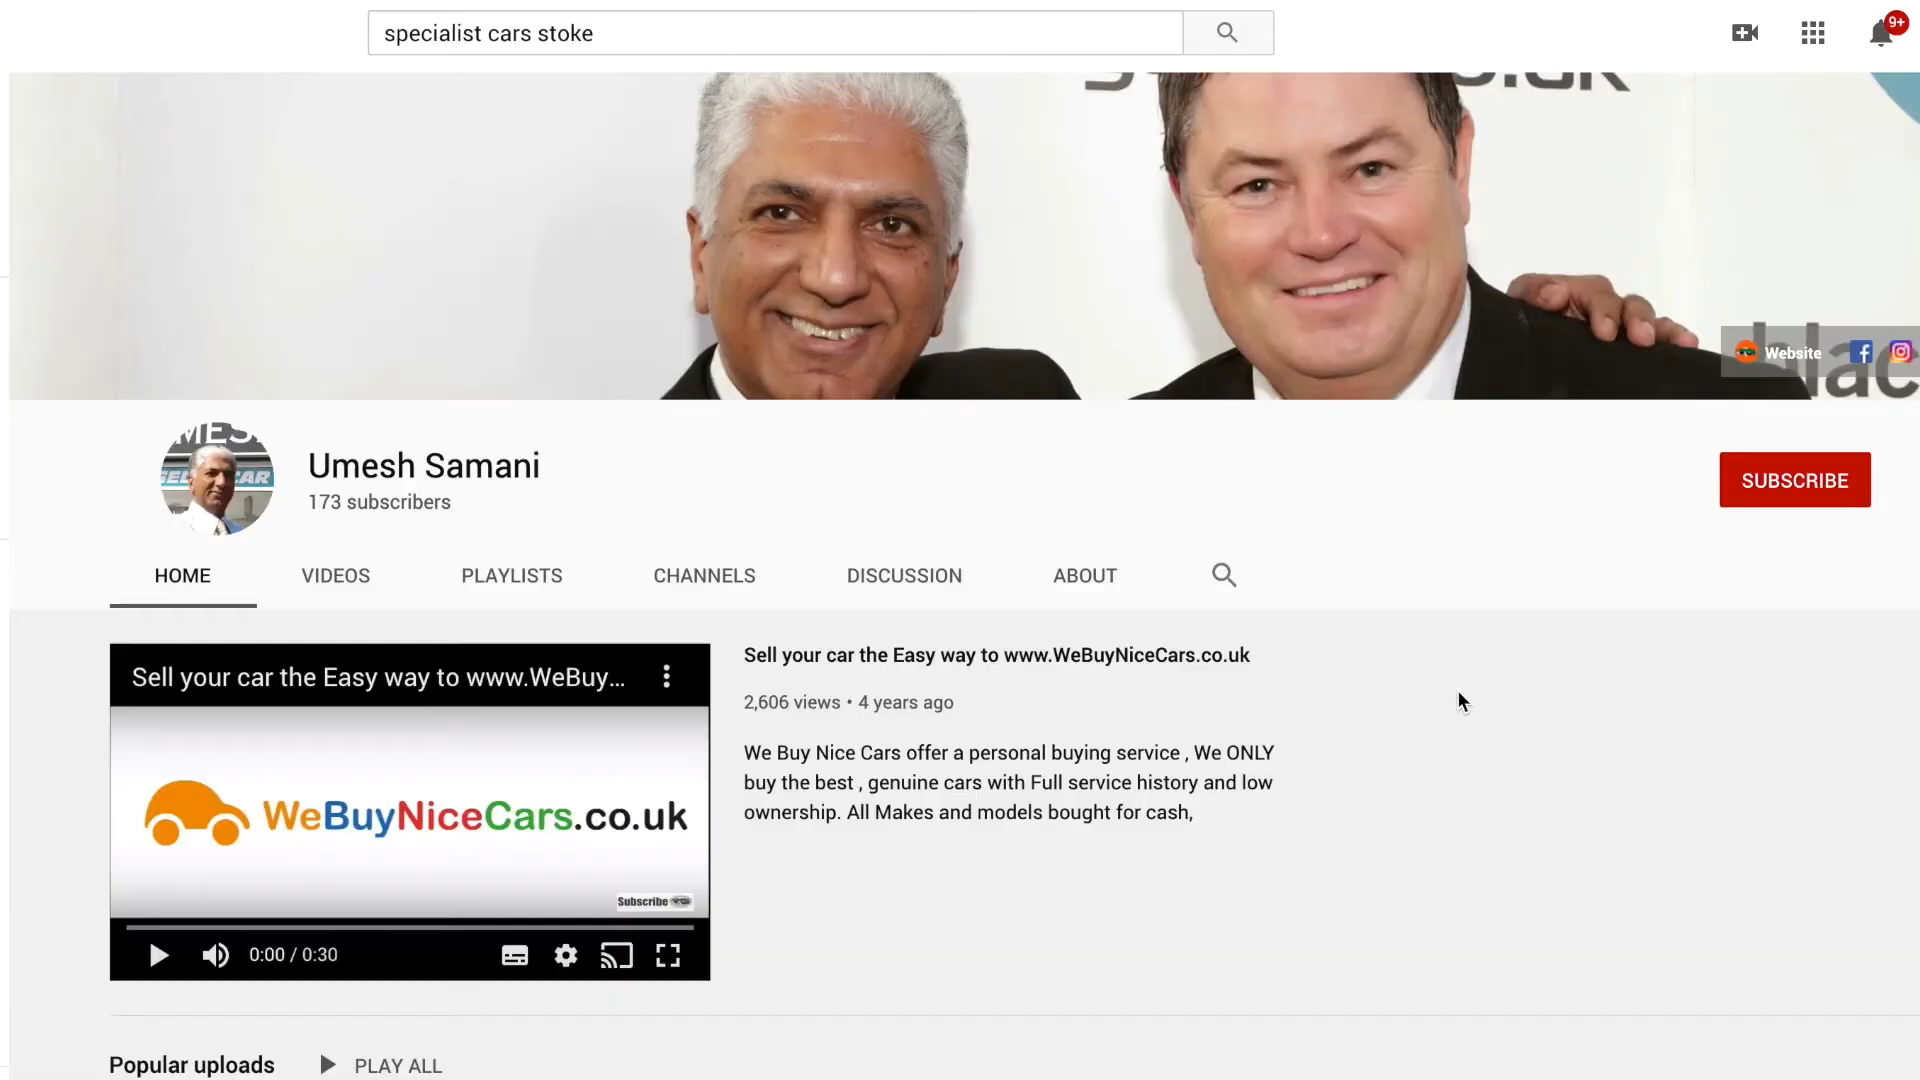 specialist cars stoke
9+
.uk
lac
Website
Umesh Samani
173 subscribers
SUBSCRIBE
HOME
VIDEOS
PLAYLISTS
CHANNELS
DISCUSSION
ABOUT
Sell your car the Easy way to www.WeBuy...
Sell your car the Easy way to www.WeBuyNiceCars.co.uk
2,606 views • 4 years ago
We Buy Nice Cars offer a personal buying service , We ONLY
buy the best , genuine cars with Full service history and low
ownership. All Makes and models bought for cash,
WeBuyNiceCars.co.uk
Subscribe
0:00 / 0:30
Popular uploads
PLAY ALL